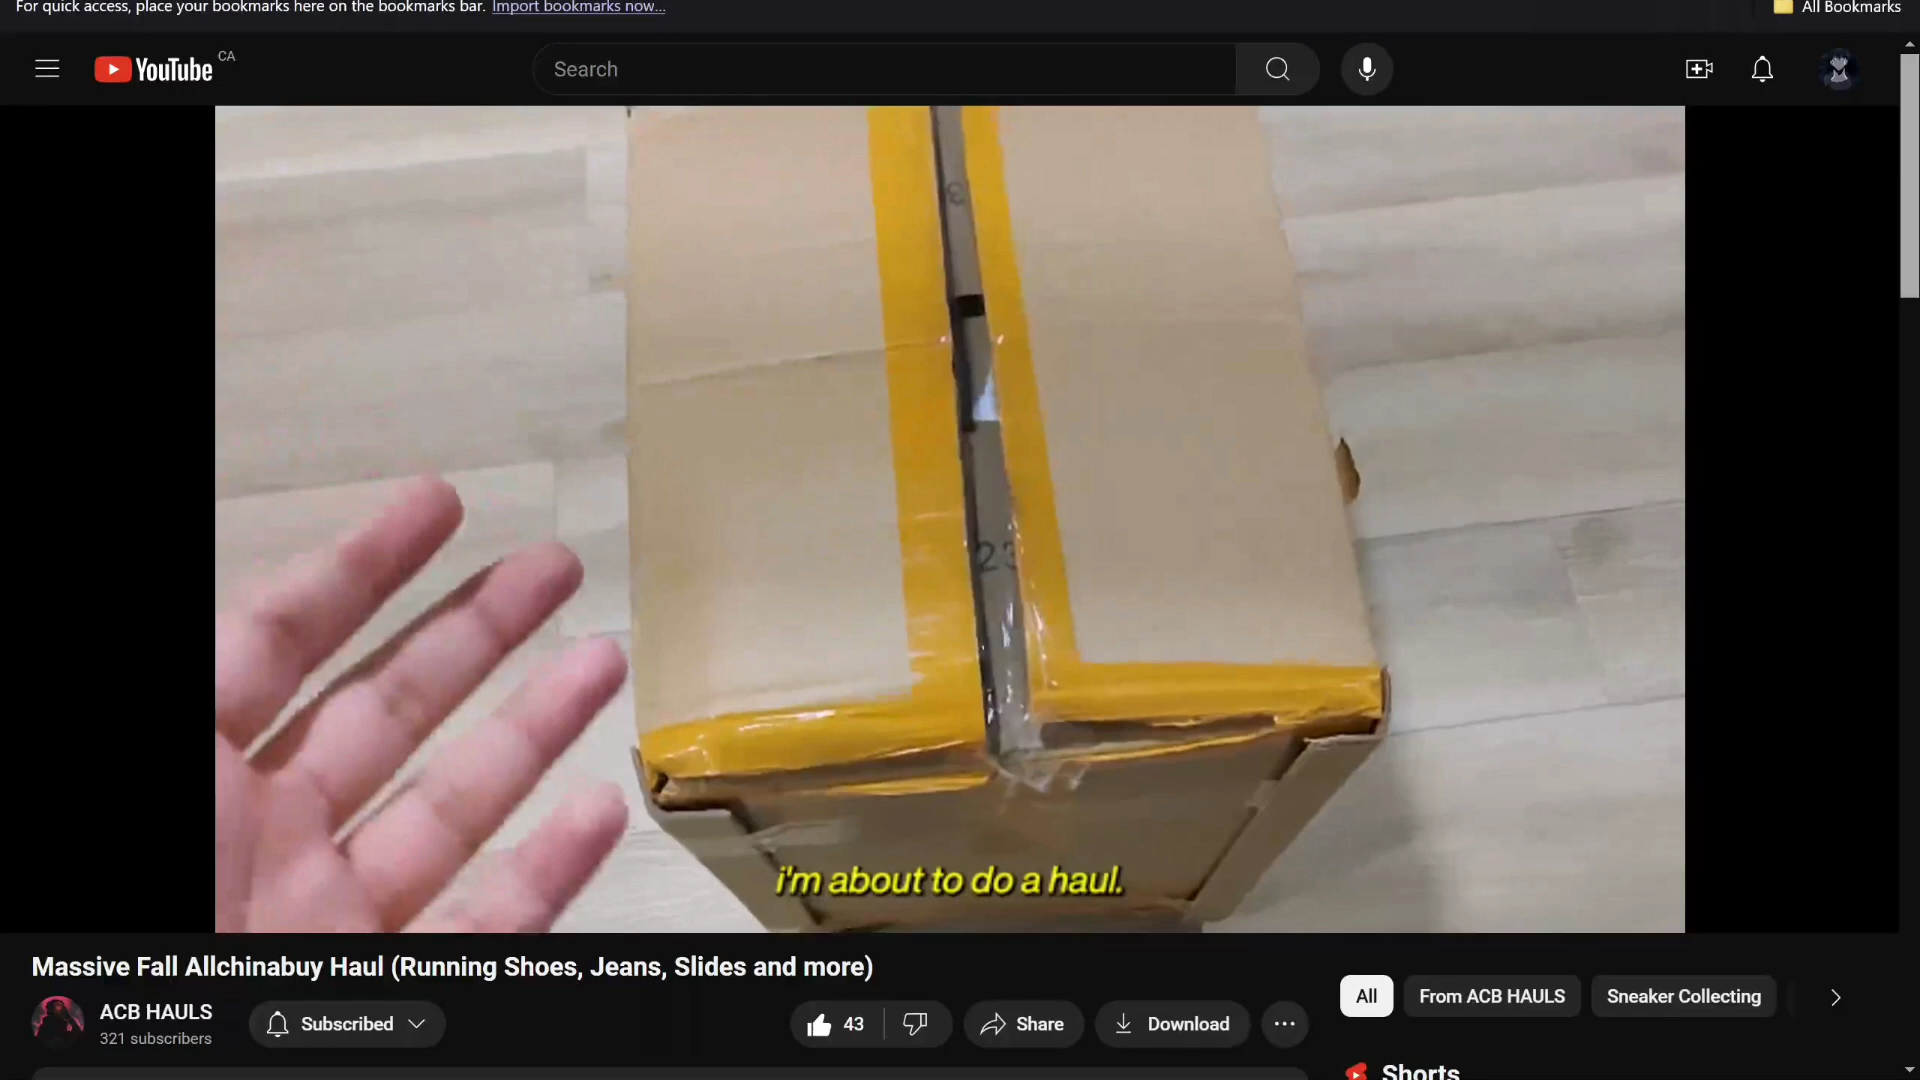 For quick access, place your bookmarks here on the bookmarks bar. Import bookmarks now...
All Bookmarks
YouTube CA
Search
3
23
i'm about to do a haul.
Massive Fall Allchinabuy Haul (Running Shoes, Jeans, Slides and more)
ACB HAULS
321 subscribers
Subscribed
43
Share
Download
All
From ACB HAULS
Sneaker Collecting
Shorts